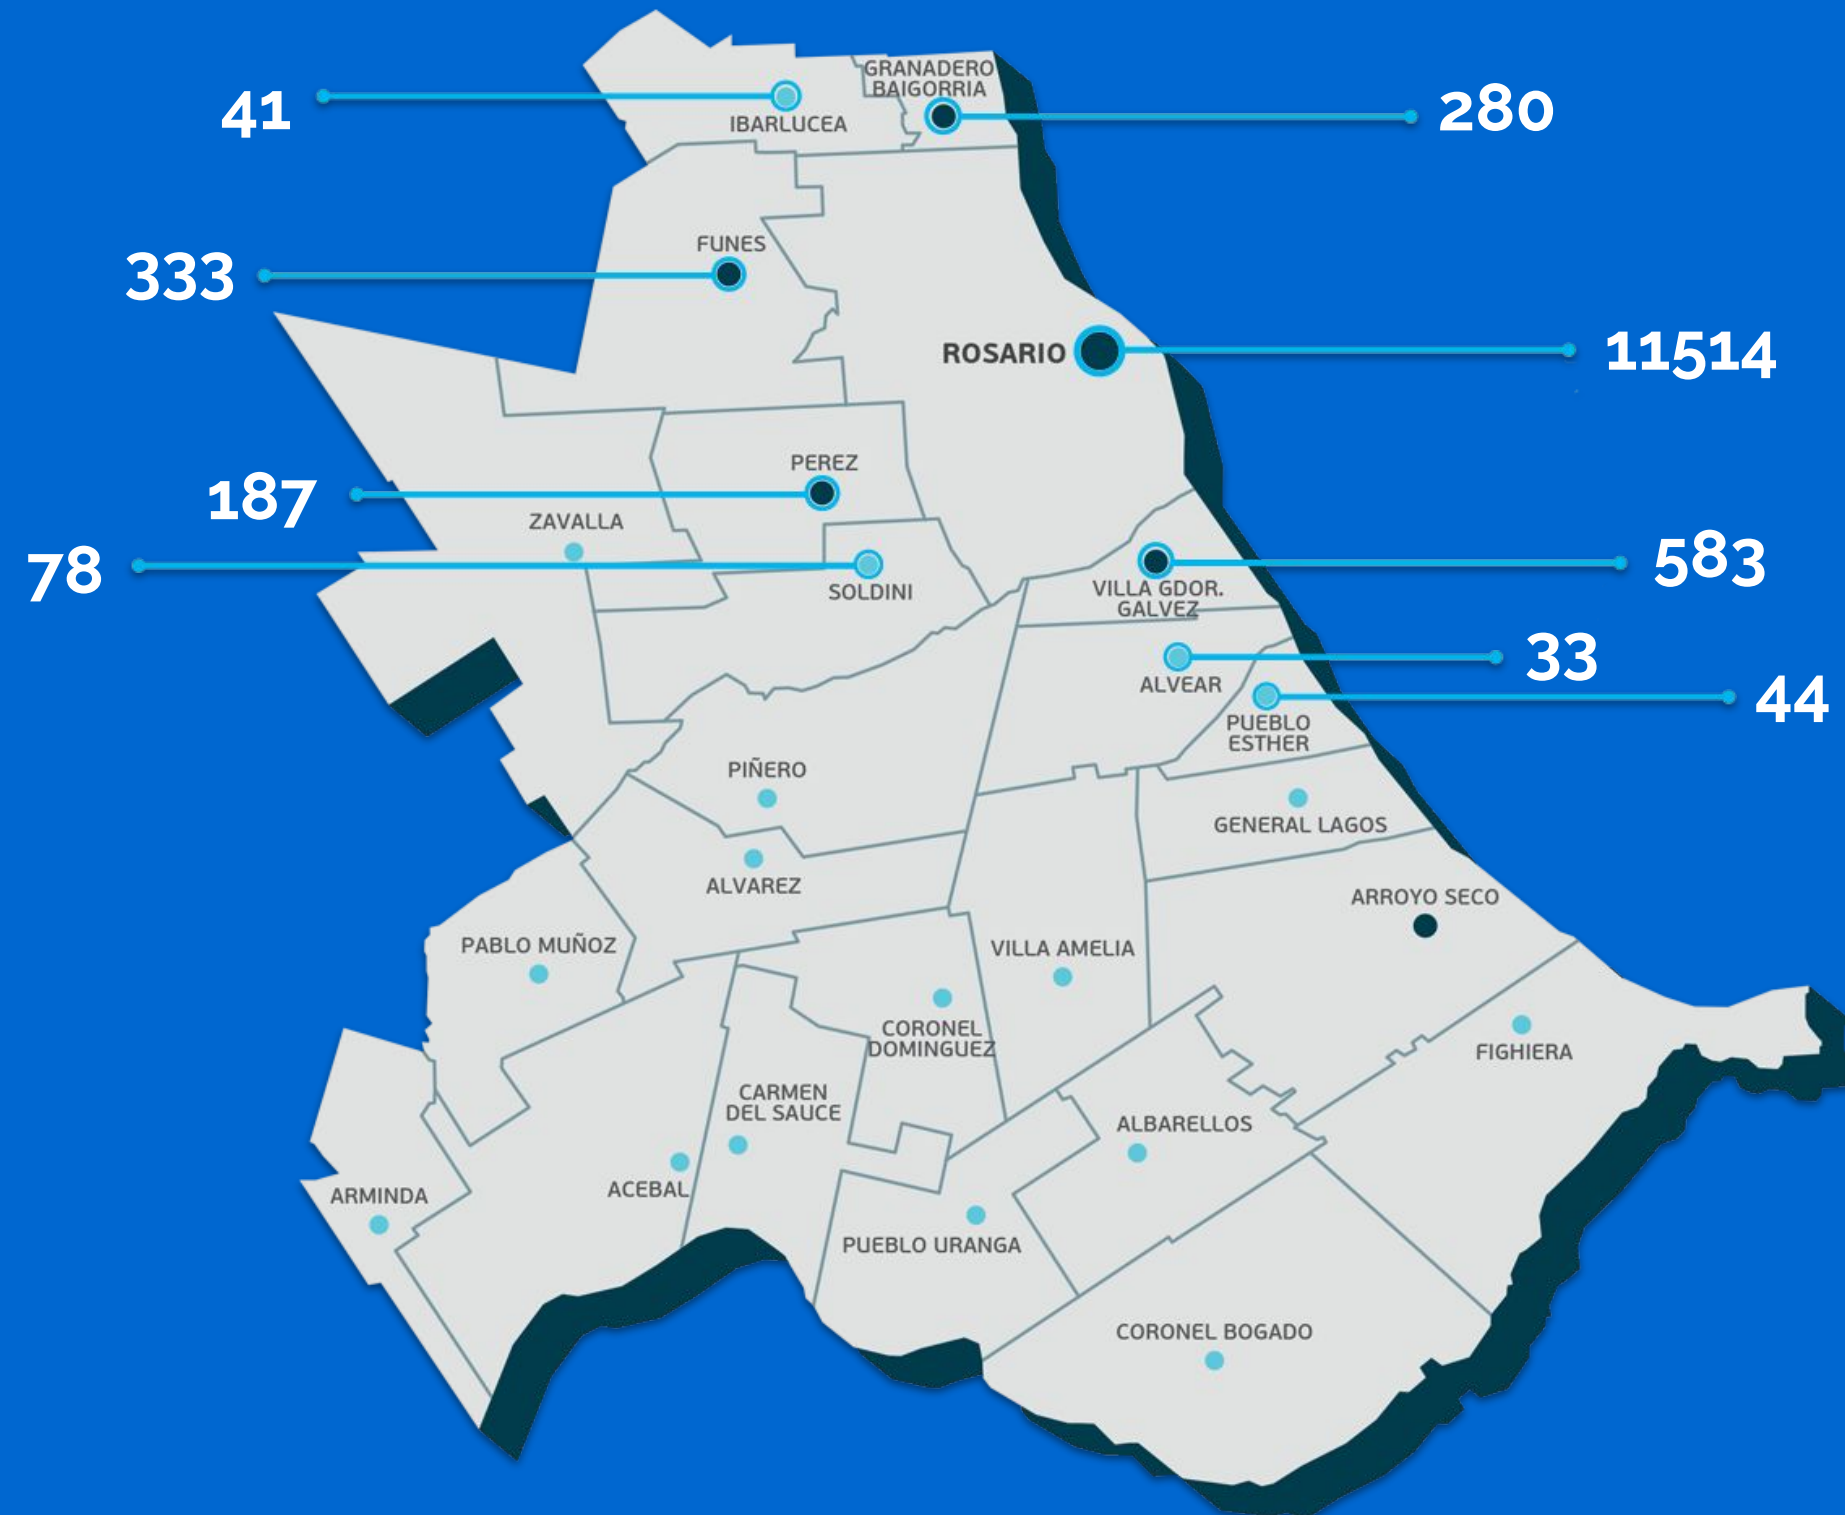 GRANADERO
BAIGORRIA
41
280
IBARLUCEA
FUNES
333
ROSARIO
11514
PEREZ
187
ZAVALLA
78
583
SOLDINI
VILLA GDOR.
GALVEZ
33
ALVEAR
44
PUEBLO
ESTHER
PIÑERO
GENERAL LAGOS
ALVAREZ
ARROYO SECO
PABLO MUÑOZ
VILLA AMELIA
CORONEL
DOMINGUEZ
FIGHIERA
CARMEN
DEL SAUCE
ALBARELLOS
ACEBAL
ARMINDA
PUEBLO URANGA
CORONEL BOGADO